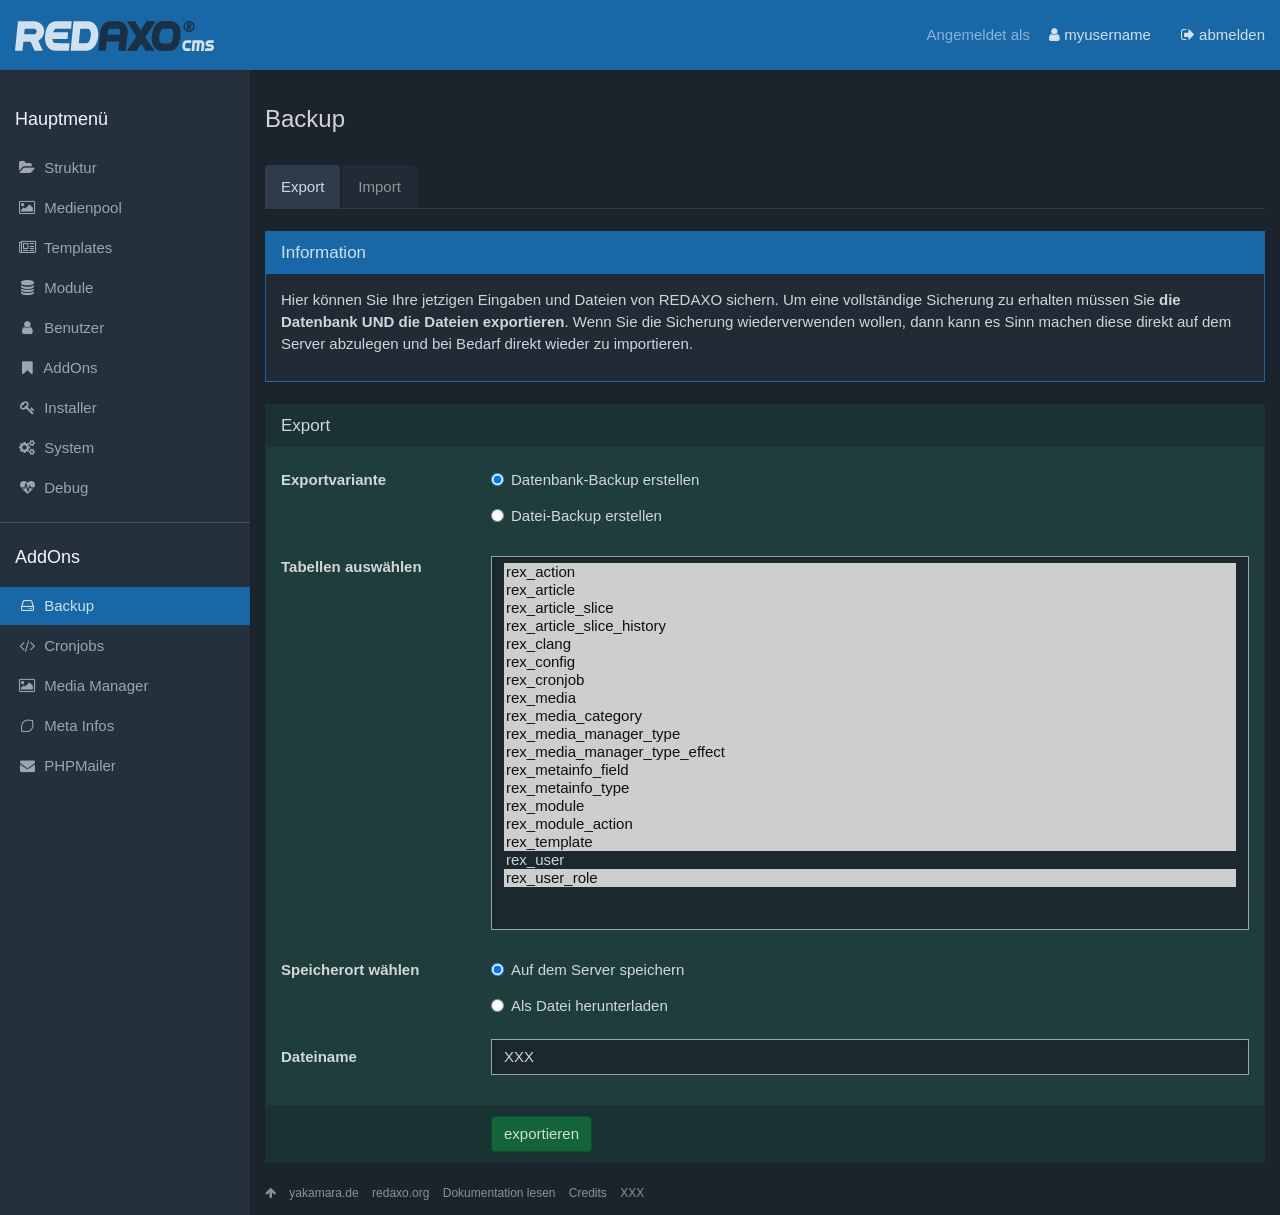 REDAXO® cms
Angemeldet als myusername abmelden
Hauptmenü
Struktur
Medienpool
Templates
Module
Benutzer
AddOns
Installer
System
Debug
AddOns
Backup
Cronjobs
Media Manager
Meta Infos
PHPMailer
Backup
Export Import
Information
Hier können Sie Ihre jetzigen Eingaben und Dateien von REDAXO sichern. Um eine vollständige Sicherung zu erhalten müssen Sie die
Datenbank UND die Dateien exportieren. Wenn Sie die Sicherung wiederverwenden wollen, dann kann es Sinn machen diese direkt auf dem
Server abzulegen und bei Bedarf direkt wieder zu importieren.
Export
Exportvariante
Datenbank-Backup erstellen
Datei-Backup erstellen
Tabellen auswählen
rex_action
rex_article
rex_article_slice
rex_article_slice_history
rex_clang
rex_config
rex_cronjob
rex_media
rex_media_category
rex_media_manager_type
rex_media_manager_type_effect
rex_metainfo_field
rex_metainfo_type
rex_module
rex_module_action
rex_template
rex_user
rex_user_role
Speicherort wählen
Auf dem Server speichern
Als Datei herunterladen
Dateiname
XXX
exportieren
yakamara.de redaxo.org Dokumentation lesen Credits XXX